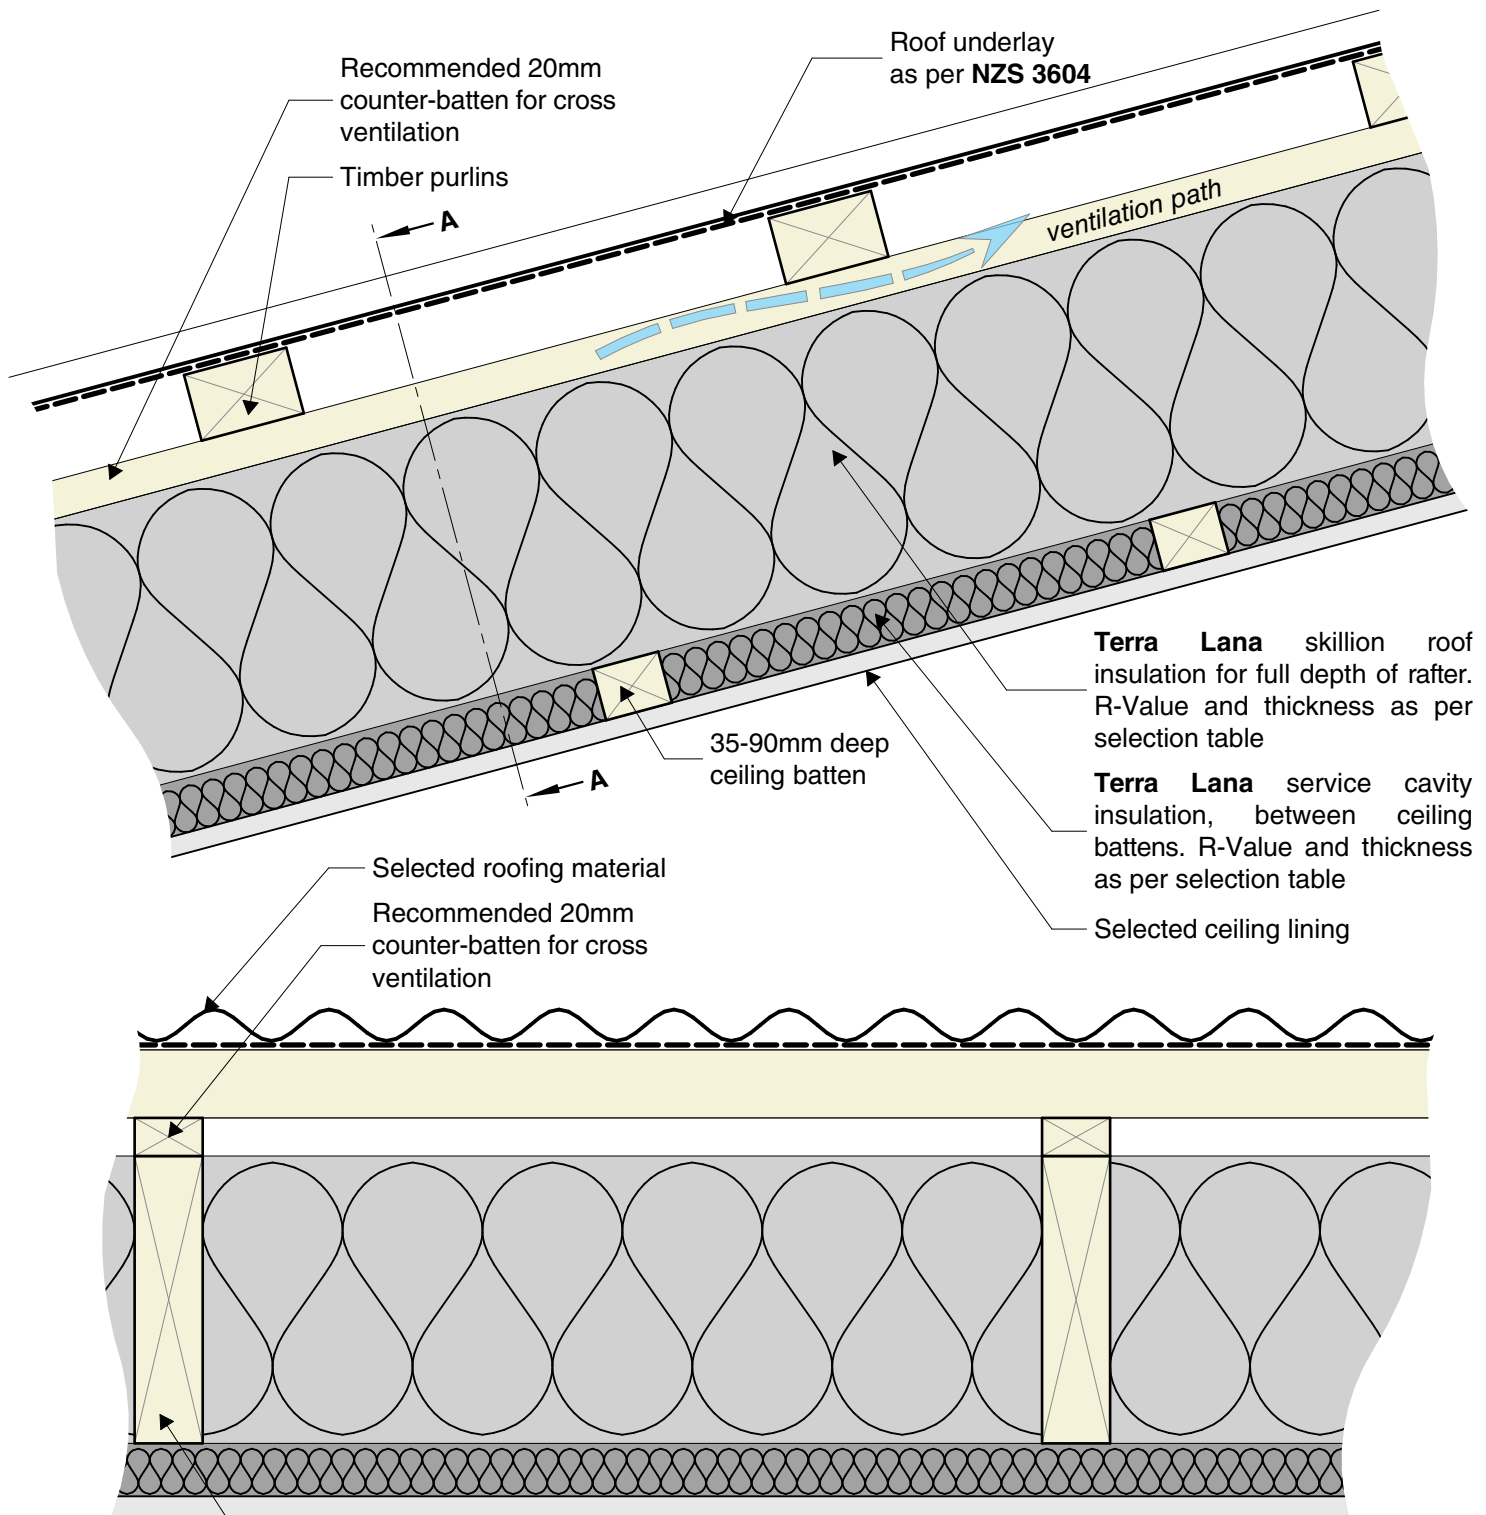 Recommended 20mm
counter-batten for cross
ventilation
Timber purlins
Roof underlay
as per NZS 3604
A
ventilation path
Terra Lana skillion roof
insulation for full depth of rafter.
R-Value and thickness as per
selection table
35-90mm deep
ceiling batten
A
Terra Lana service cavity
insulation, between ceiling
battens. R-Value and thickness
as per selection table
Selected ceiling lining
Selected roofing material
Recommended 20mm
counter-batten for cross
ventilation